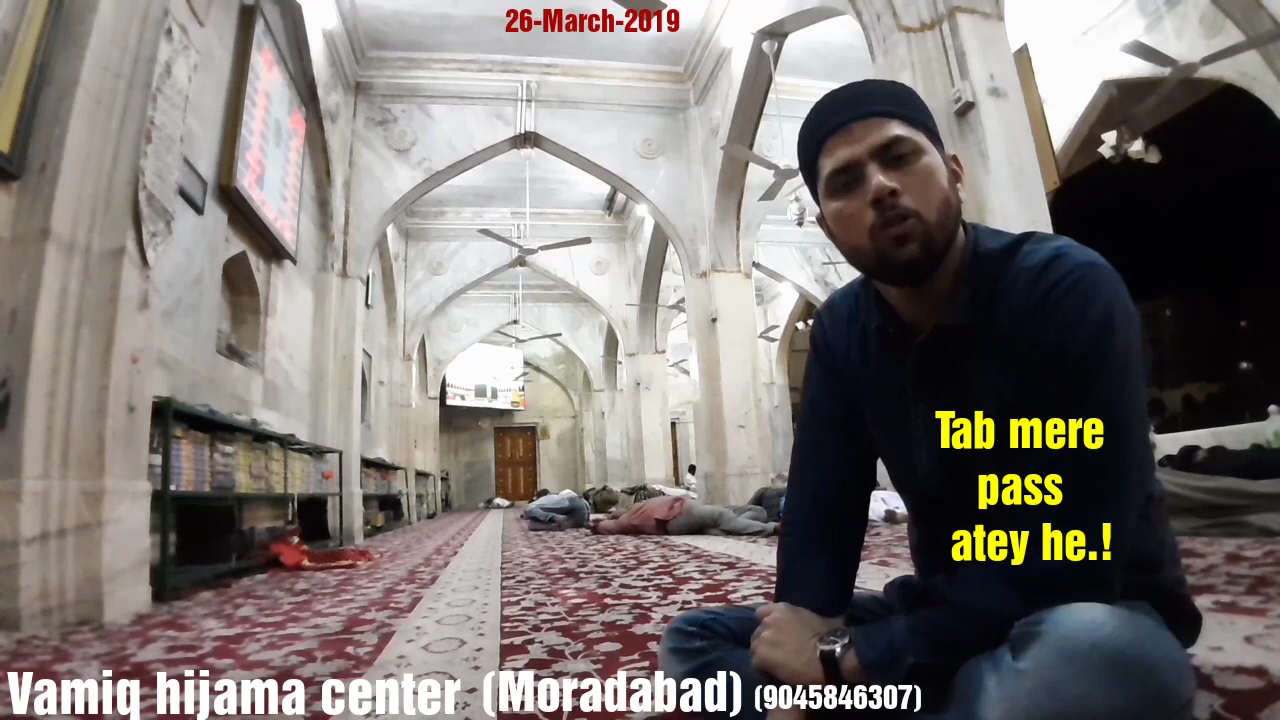 26-March-2019
Tab mere
pass
atey he.!
Vamiq hijama center (Moradabad) (9045846307)